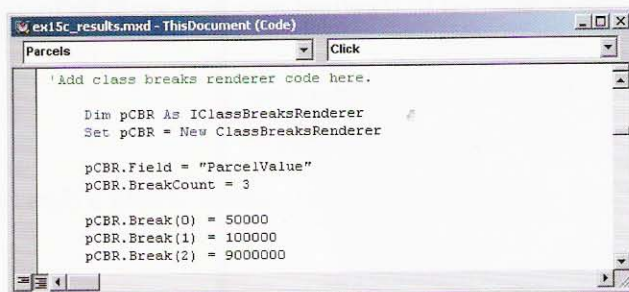 ex15c_results.mxd - ThisDocument (Code)
Parcels
Click
'Add class breaks renderer code here.
Dim pCBR As IClassBreaksRenderer
Set pCBR = New ClassBreaksRenderer
pCBR.Field = "ParcelValue"
pCBR.BreakCount = 3
pCBR.Break(0) = 50000
pCBR.Break(1) = 100000
pCBR.Break(2) = 9000000